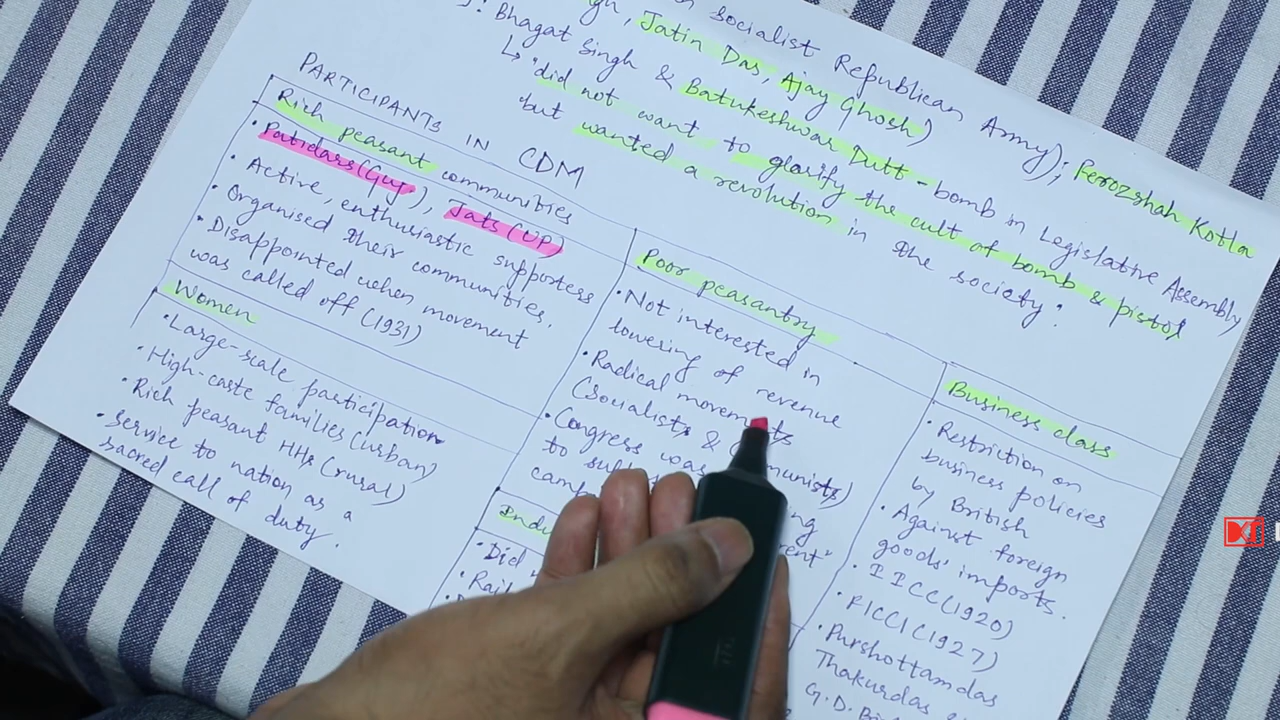 Socialist Republican Army); Ferozshah Kotla
Jatin Das, Ajay Ghosh)
: Bhagat Singh & Batukeshwar Dutt - bomb in Legislative Assembly
↳ "did not want to glorify the cult of bomb & pistol
but wanted a revolution in the society.
PARTICIPANTS IN CDM
Rich peasant communities
• Patidars (Guj), Jats (UP)
• Active, enthusiastic supporters
• Organised their communities.
• Disappointed when movement
was called off (1931)
Women
• Large-scale participation
• High-caste families (urban)
• Rich peasant HHs (rural)
• Service to nation as a
sacred call of duty.
Poor peasantry
• Not interested in
lowering of revenue
• Radical movements
(Socialists & Communists)
• Congress was
to
• Did
Business class
• Restriction on
business policies
by British
• Against foreign
goods' imports.
• IICC (1920)
• FICCI (1927)
• Purshottamdas
Thakurdas
G.D.